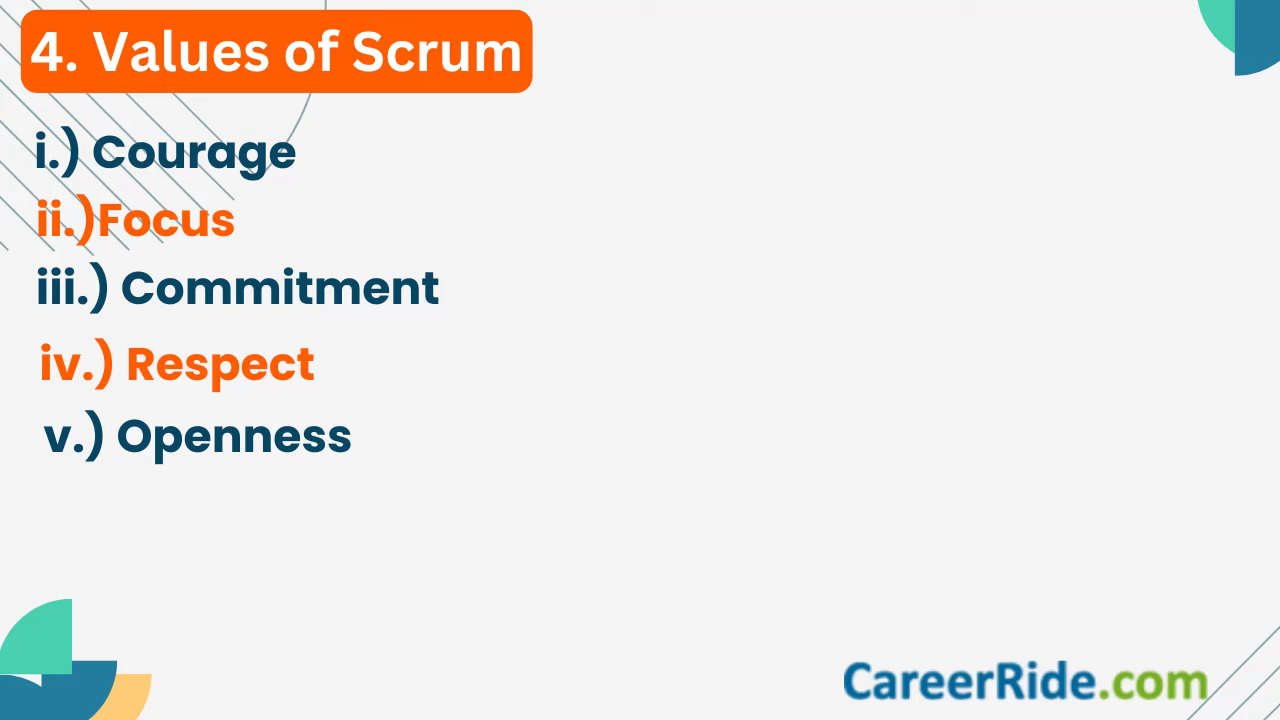 4. Values of Scrum
i.) Courage
ii.)Focus
iii.) Commitment
iv.) Respect
v.) Openness
CareerRide.com